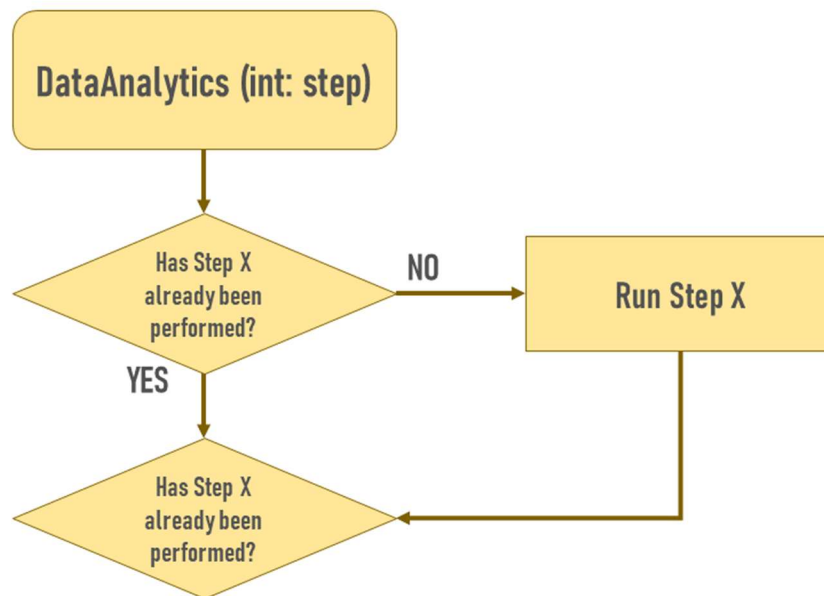 DataAnalytics (int: step)
Has Step X
already been
performed?
NO
Run Step X
YES
Has Step X
already been
performed?